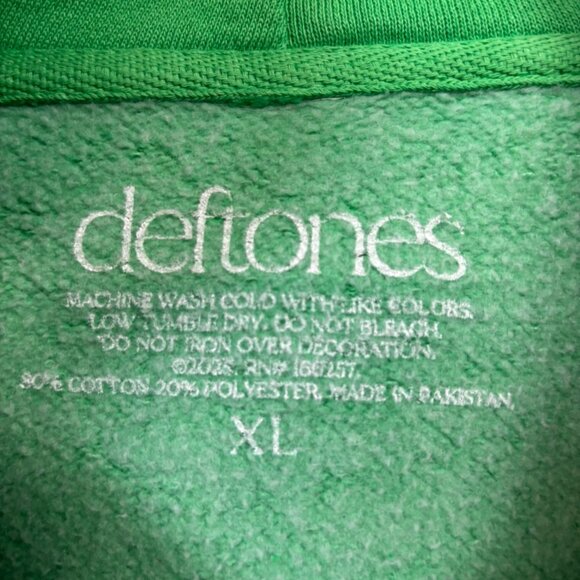 deftones
MACHINE WASH COLD WITH LIKE COLORS.
LOW TUMBLE DRY. DO NOT BLEACH.
DO NOT IRON OVER DECORATION.
RN#
80% COTTON 20% POLYESTER. MADE IN PAKISTAN.
XL